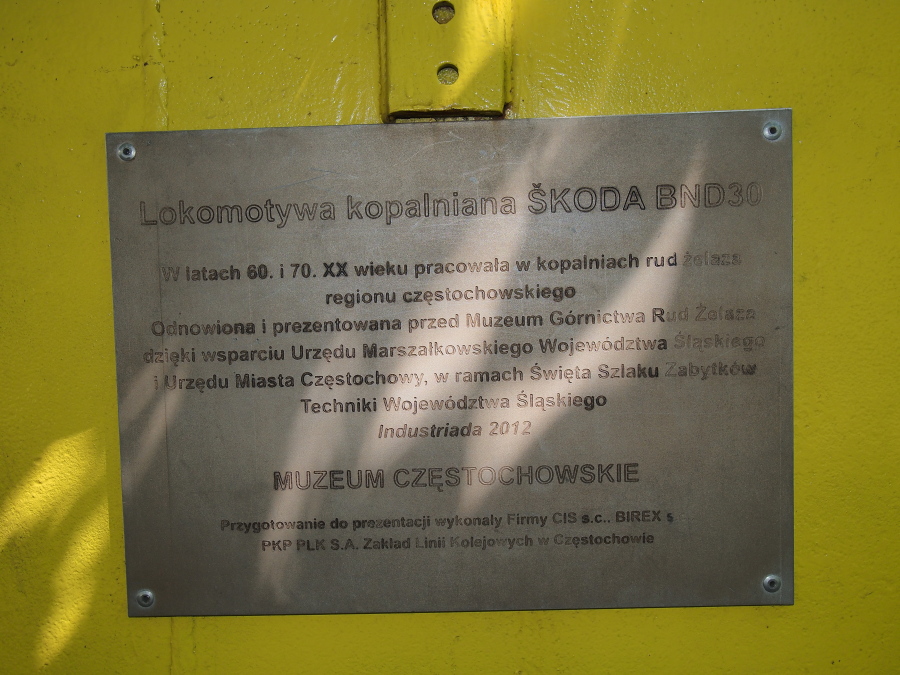 Lokomotywa kopalniana ŠKODA BND30
W latach 60. i 70. XX wieku pracowała w kopalniach rud żelaza
regionu częstochowskiego
Odnowiona i prezentowana przed Muzeum Górnictwa Rud Żelaza
dzięki wsparciu Urzędu Marszałkowskiego Województwa Śląskiego
i Urzędu Miasta Częstochowy, w ramach Święta Szlaku Zabytków
Techniki Województwa Śląskiego
Industriada 2012
MUZEUM CZĘSTOCHOWSKIE
Przygotowanie do prezentacji wykonały Firmy CIS s.c.. BIREX s
PKP PLK S.A. Zakład Linii Kolejowych w Częstochowie